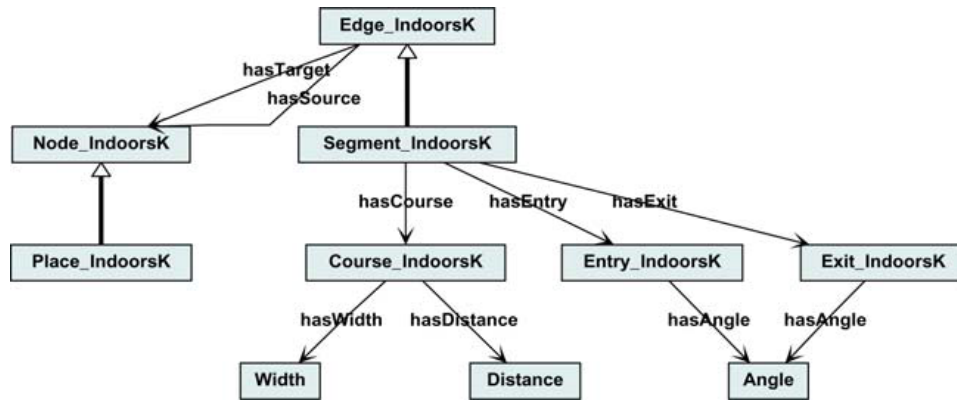 Edge_IndoorsK
hasTarget
hasSource
Node_IndoorsK
Segment_IndoorsK
hasCourse
hasEntry
hasExit
Place_IndoorsK
Course_IndoorsK
Entry_IndoorsK
Exit_IndoorsK
hasWidth
hasDistance
hasAngle
hasAngle
Width
Distance
Angle